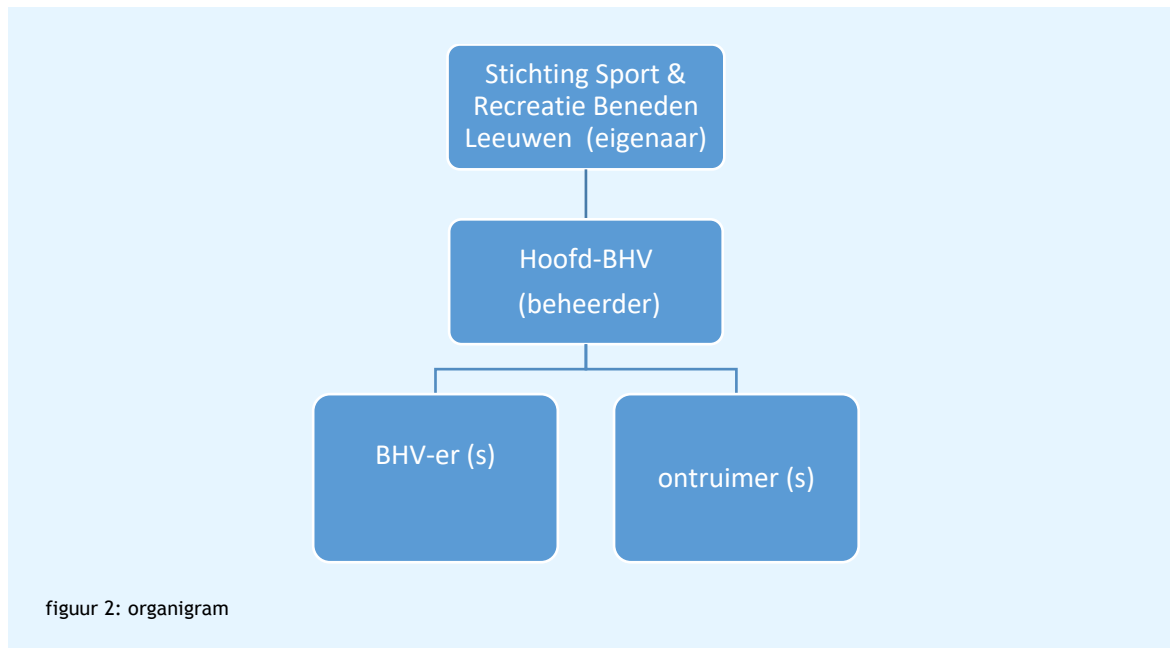 Stichting Sport &
Recreatie Beneden
Leeuwen (eigenaar)
Hoofd-BHV
(beheerder)
BHV-er (s)
ontruimer (s)
figuur 2: organigram